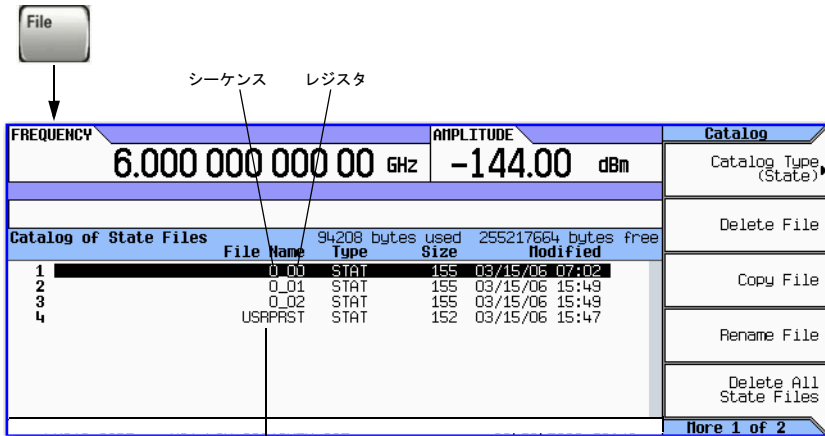 File
シーケンス レジスタ
FREQUENCY AMPLITUDE Catalog
6.000 000 000 00 GHz -144.00 dBm
Catalog Type
(State)
Delete File
Catalog of State Files 94208 bytes used 255217664 bytes free
File Name Type Size Modified
1 0_00 STAT 155 03/15/06 07:02
2 0_01 STAT 155 03/15/06 15:49
3 0_02 STAT 155 03/15/06 15:49
4 USRPRST STAT 152 03/15/06 15:47
Copy File
Rename File
Delete All
State Files
More 1 of 2